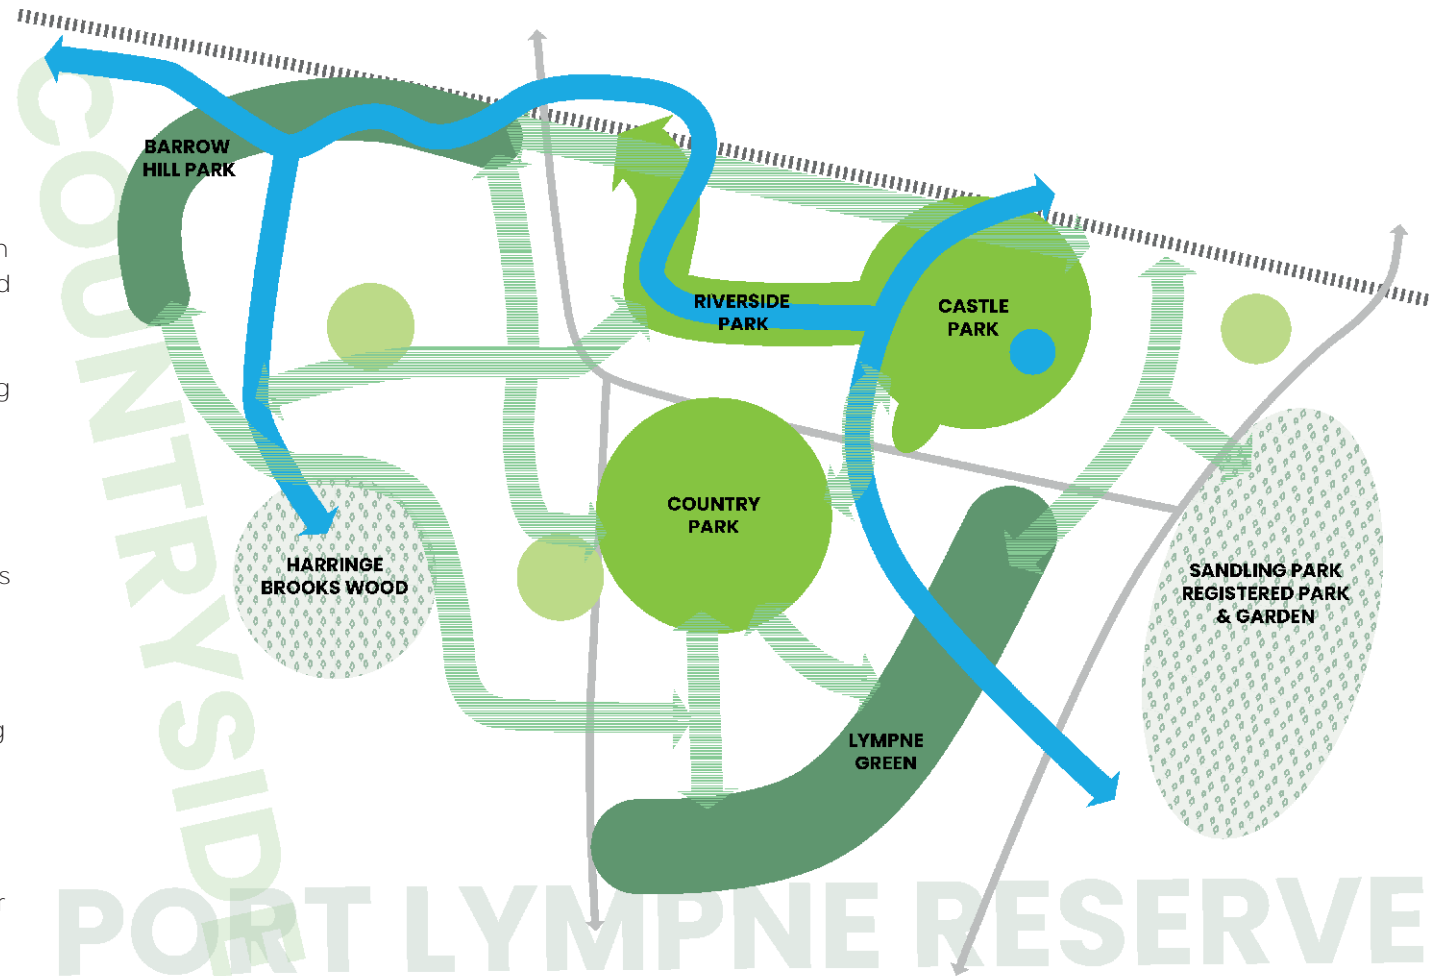 BARROW
HILL PARK
RIVERSIDE
PARK
CASTLE
PARK
COUNTRY
PARK
HARRINGE
BROOKS WOOD
SANDLING PARK
REGISTERED PARK
& GARDEN
LYMPNE
GREEN
COUNTRYSIDE
PORT LYMPNE RESERVE